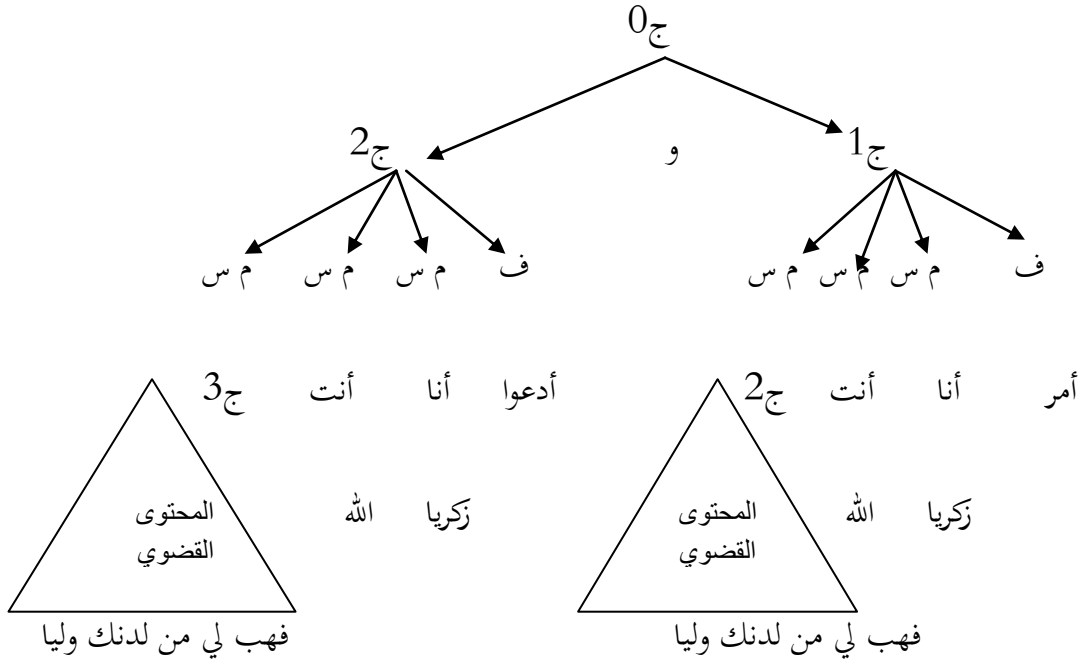 ج0
ج1 و ج2
ف م س م س م س ف م س م س م س
أمر أنا أنت ج2 أدعوا أنا أنت ج3
زكريا الله المحتوى زكريا الله المحتوى
القضوي القضوي
فهب لي من لدنك وليا فهب لي من لدنك وليا